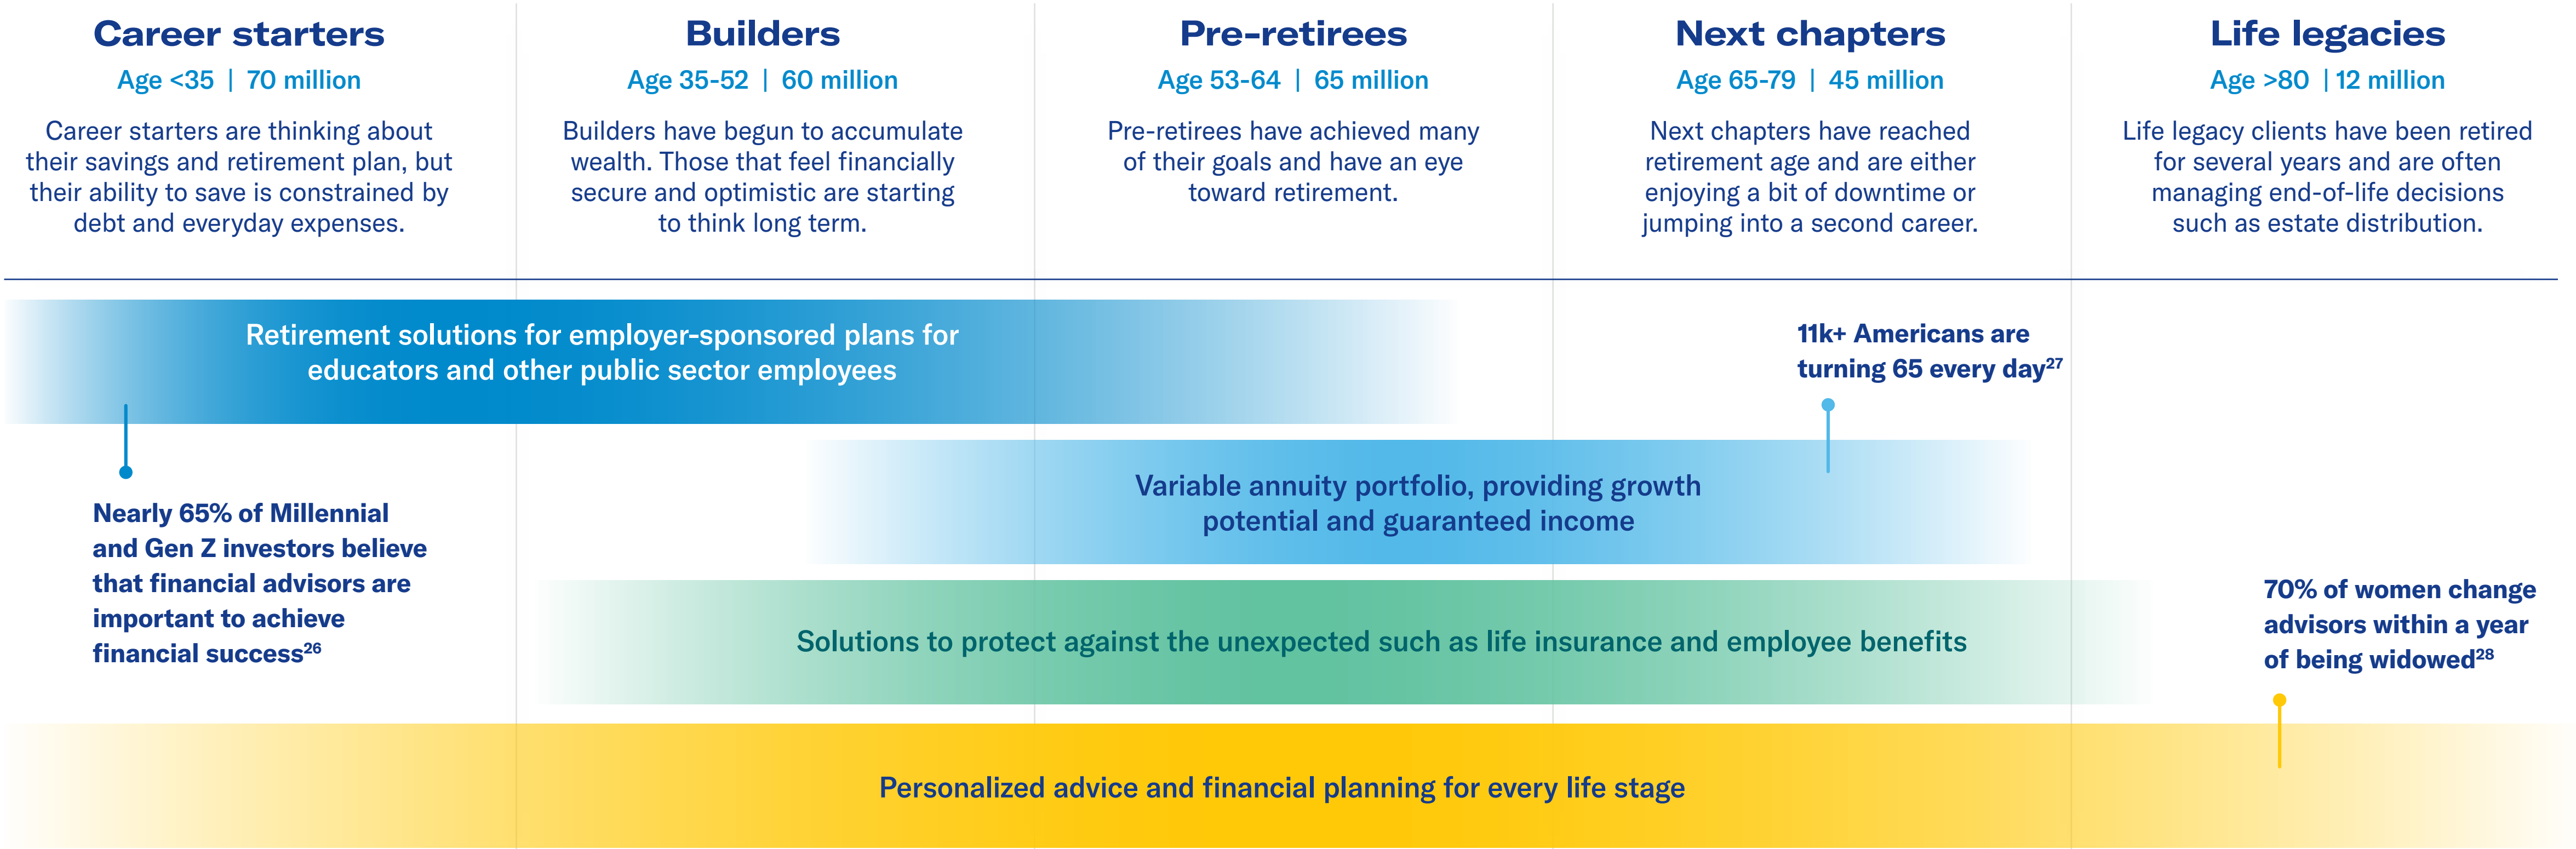 Career starters
Age <35 | 70 million
Career starters are thinking about
their savings and retirement plan, but
their ability to save is constrained by
debt and everyday expenses.
Builders
Age 35-52 | 60 million
Builders have begun to accumulate
wealth. Those that feel financially
secure and optimistic are starting
to think long term.
Pre-retirees
Age 53-64 | 65 million
Pre-retirees have achieved many
of their goals and have an eye
toward retirement.
Next chapters
Age 65-79 | 45 million
Next chapters have reached
retirement age and are either
enjoying a bit of downtime or
jumping into a second career.
Life legacies
Age >80 | 12 million
Life legacy clients have been retired
for several years and are often
managing end-of-life decisions
such as estate distribution.
Retirement solutions for employer-sponsored plans for
educators and other public sector employees
11k+ Americans are
turning 65 every day27
Variable annuity portfolio, providing growth
potential and guaranteed income
Nearly 65% of Millennial
and Gen Z investors believe
that financial advisors are
important to achieve
financial success26
Solutions to protect against the unexpected such as life insurance and employee benefits
70% of women change
advisors within a year
of being widowed28
Personalized advice and financial planning for every life stage